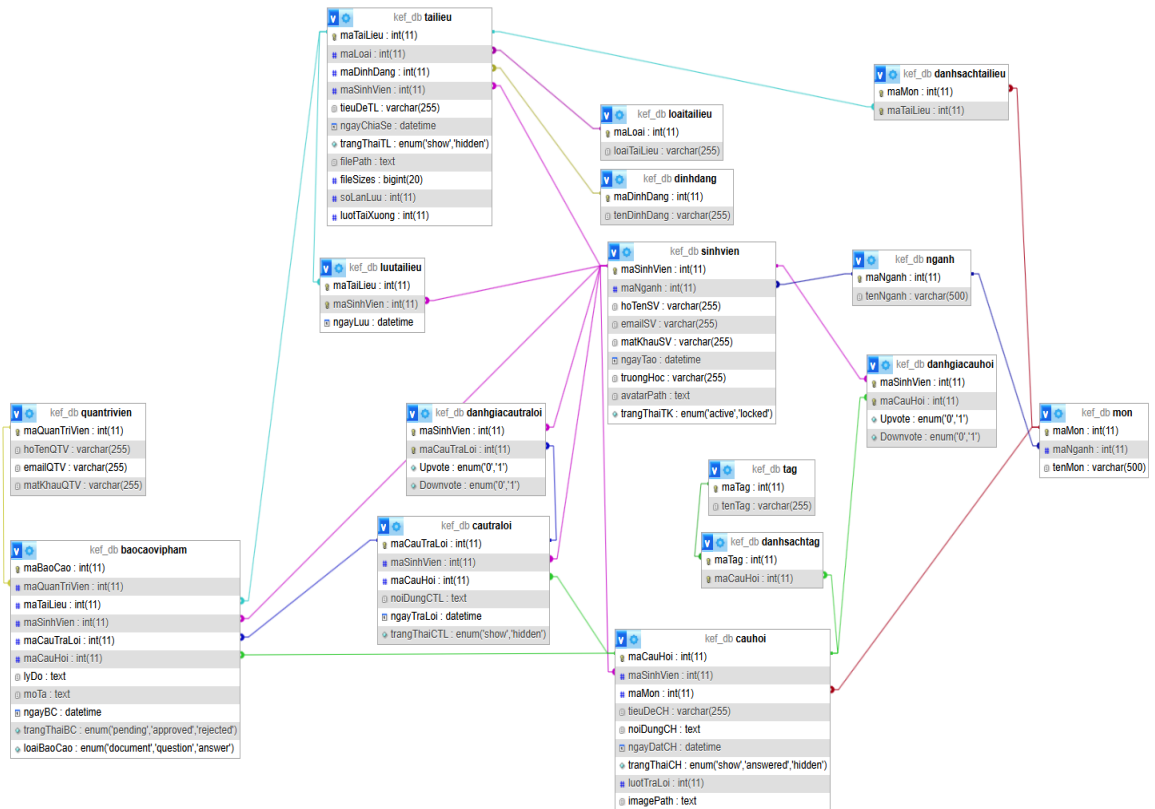 kef_db tailieu
maTaiLieu : int(11)
maLoai : int(11)
maDinhDang : int(11)
maSinhVien : int(11)
tieuDeTL : varchar(255)
ngayChiaSe : datetime
trangThaiTL : enum('show','hidden')
filePath : text
fileSizes : bigint(20)
soLanLuu : int(11)
luotTaiXuong : int(11)
kef_db danhsachtailieu
maMon : int(11)
maTaiLieu : int(11)
kef_db loaitailieu
maLoai : int(11)
loaiTaiLieu : varchar(255)
kef_db dinhdang
maDinhDang : int(11)
tenDinhDang : varchar(255)
kef_db luutailieu
maTaiLieu : int(11)
maSinhVien : int(11)
ngayLuu : datetime
kef_db sinhvien
maSinhVien : int(11)
maNganh : int(11)
hoTenSV : varchar(255)
emailSV : varchar(255)
matKhauSV : varchar(255)
ngayTao : datetime
truongHoc : varchar(255)
avatarPath : text
trangThaiTK : enum('active','locked')
kef_db nganh
maNganh : int(11)
tenNganh : varchar(500)
kef_db danhgiacauhoi
maSinhVien : int(11)
maCauHoi : int(11)
Upvote : enum('0','1')
Downvote : enum('0','1')
kef_db mon
maMon : int(11)
maNganh : int(11)
tenMon : varchar(500)
kef_db quantrivien
maQuanTriVien : int(11)
hoTenQTV : varchar(255)
emailQTV : varchar(255)
matKhauQTV : varchar(255)
kef_db danhgiacautraloi
maSinhVien : int(11)
maCauTraLoi : int(11)
Upvote : enum('0','1')
Downvote : enum('0','1')
kef_db tag
maTag : int(11)
tenTag : varchar(255)
kef_db danhsachtag
maTag : int(11)
maCauHoi : int(11)
kef_db cautraloi
maCauTraLoi : int(11)
maSinhVien : int(11)
maCauHoi : int(11)
noiDungCTL : text
ngayTraLoi : datetime
trangThaiCTL : enum('show','hidden')
kef_db baocaovipham
maBaoCao : int(11)
maQuanTriVien : int(11)
maTaiLieu : int(11)
maSinhVien : int(11)
maCauTraLoi : int(11)
maCauHoi : int(11)
lyDo : text
moTa : text
ngayBC : datetime
trangThaiBC : enum('pending','approved','rejected')
loaiBaoCao : enum('document','question','answer')
kef_db cauhoi
maCauHoi : int(11)
maSinhVien : int(11)
maMon : int(11)
tieuDeCH : varchar(255)
noiDungCH : text
ngayDatCH : datetime
trangThaiCH : enum('show','answered','hidden')
luotTraLoi : int(11)
imagePath : text